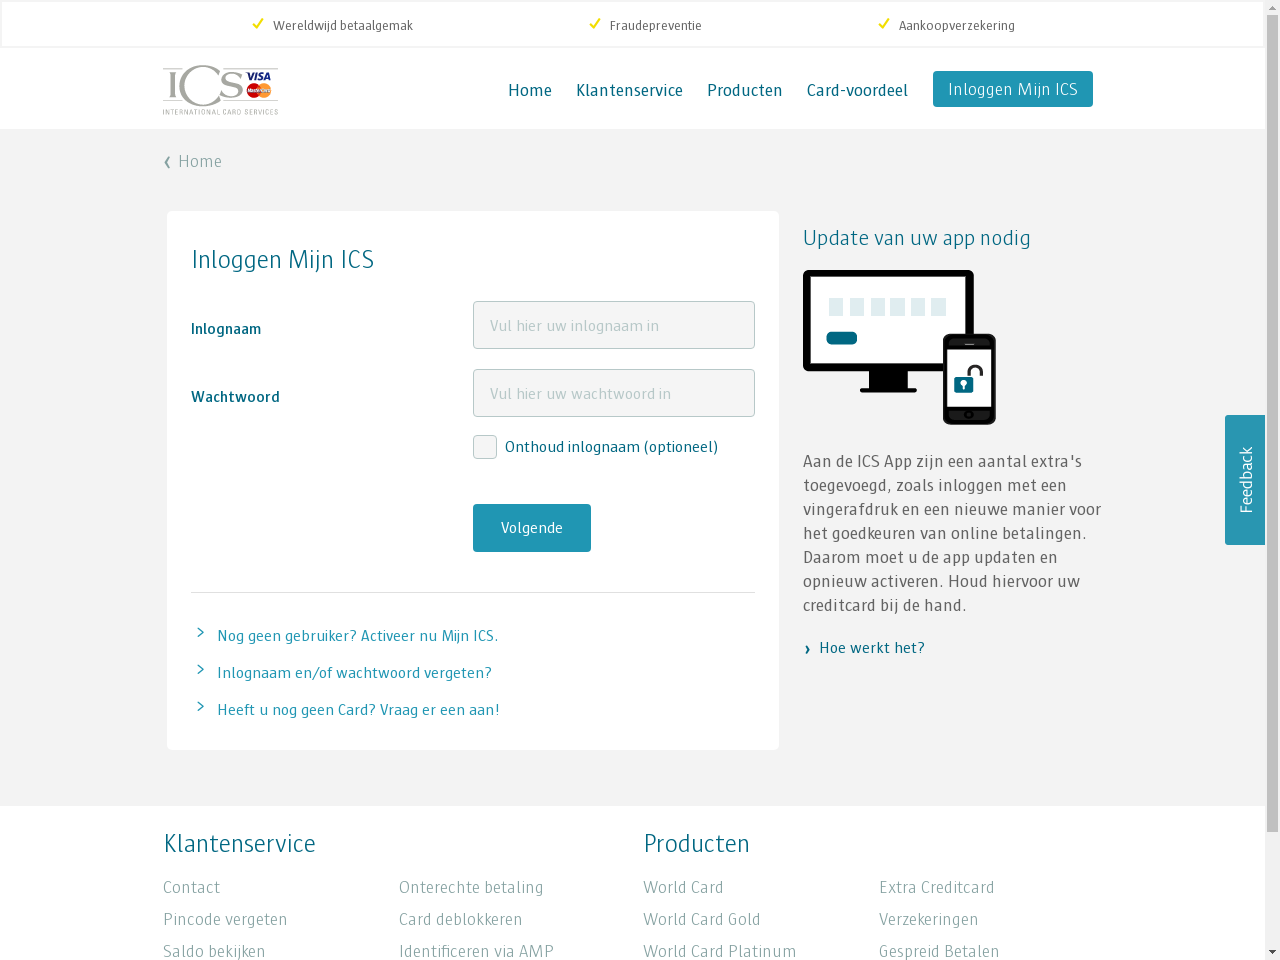 Wereldwijd betaalgemak
Fraudepreventie
Aankoopverzekering
ICS VISA
MasterCard
INTERNATIONAL CARD SERVICES
Home
Klantenservice
Producten
Card-voordeel
Inloggen Mijn ICS
Home
Inloggen Mijn ICS
Inlognaam
Vul hier uw inlognaam in
Wachtwoord
Vul hier uw wachtwoord in
Onthoud inlognaam (optioneel)
Volgende
Nog geen gebruiker? Activeer nu Mijn ICS.
Inlognaam en/of wachtwoord vergeten?
Heeft u nog geen Card? Vraag er een aan!
Update van uw app nodig
Aan de ICS App zijn een aantal extra's
toegevoegd, zoals inloggen met een
vingerafdruk en een nieuwe manier voor
het goedkeuren van online betalingen.
Daarom moet u de app updaten en
opnieuw activeren. Houd hiervoor uw
creditcard bij de hand.
Hoe werkt het?
Feedback
Klantenservice
Contact
Pincode vergeten
Saldo bekijken
Onterechte betaling
Card deblokkeren
Identificeren via AMP
Producten
World Card
World Card Gold
World Card Platinum
Extra Creditcard
Verzekeringen
Gespreid Betalen